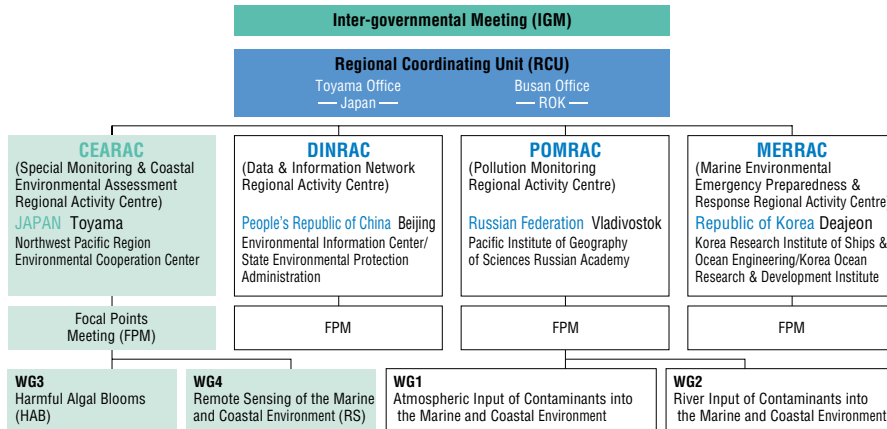 Inter-governmental Meeting (IGM)
Regional Coordinating Unit (RCU)
Toyama Office
Japan
Busan Office
ROK
CEARAC
(Special Monitoring & Coastal
Environmental Assessment
Regional Activity Centre)
JAPAN Toyama
Northwest Pacific Region
Environmental Cooperation Center
DINRAC
(Data & Information Network
Regional Activity Centre)
People's Republic of China Beijing
Environmental Information Center/
State Environmental Protection
Administration
POMRAC
(Pollution Monitoring
Regional Activity Centre)
Russian Federation Vladivostok
Pacific Institute of Geography
of Sciences Russian Academy
MERRAC
(Marine Environmental
Emergency Preparedness &
Response Regional Activity Centre)
Republic of Korea Deajeon
Korea Research Institute of Ships &
Ocean Engineering/Korea Ocean
Research & Development Institute
Focal Points
Meeting (FPM)
FPM
FPM
FPM
WG3
Harmful Algal Blooms
(HAB)
WG4
Remote Sensing of the Marine
and Coastal Environment (RS)
WG1
Atmospheric Input of Contaminants into
the Marine and Coastal Environment
WG2
River Input of Contaminants into
the Marine and Coastal Environment